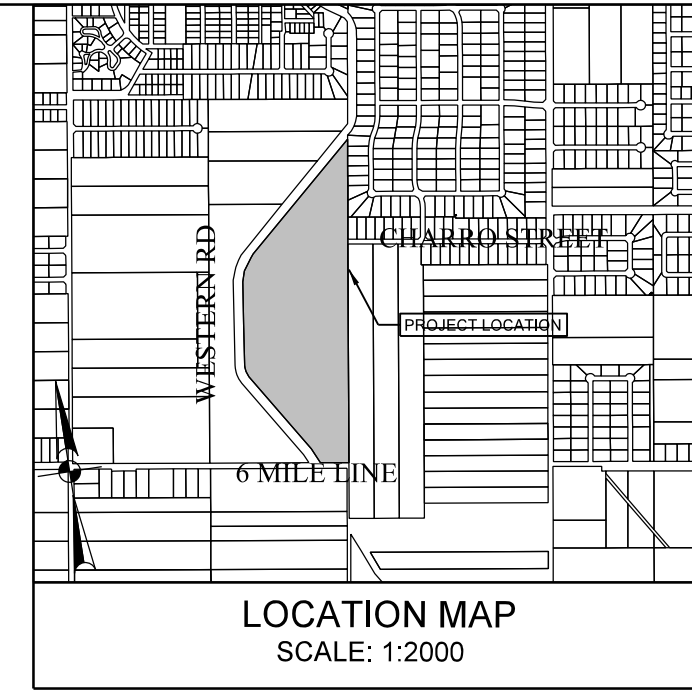 CHARRO STREET
WESTERN RD
PROJECT LOCATION
6 MILE LINE
LOCATION MAP
SCALE: 1:2000